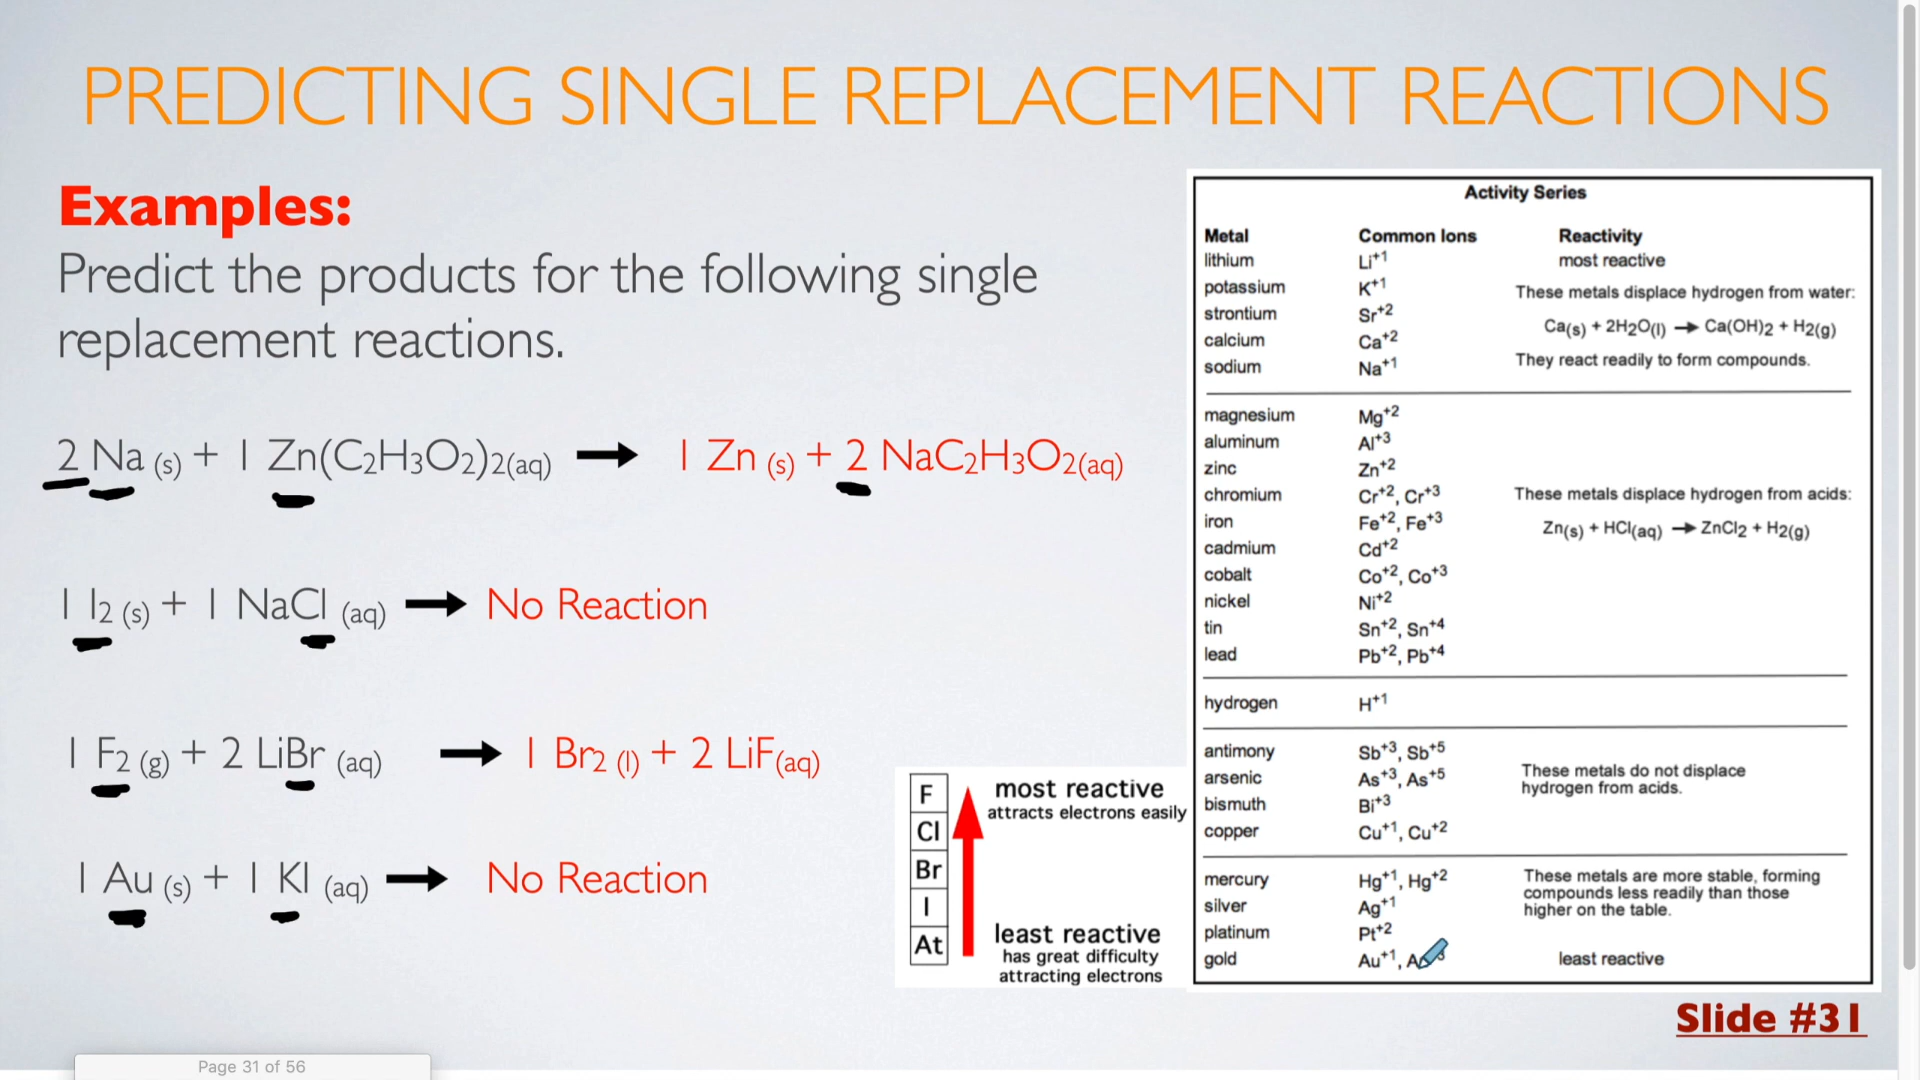 PREDICTING SINGLE REPLACEMENT REACTIONS
Examples:
Predict the products for the following single
replacement reactions.
2 Na (s) + 1 Zn(C2H3O2)2(aq) → 1 Zn (s) + 2 NaC2H3O2(aq)
1 I2 (s) + 1 NaCl (aq) → No Reaction
1 F2 (g) + 2 LiBr (aq) → 1 Br2 (l) + 2 LiF(aq)
1 Au (s) + 1 KI (aq) → No Reaction
F
Cl
Br
I
At
most reactive
attracts electrons easily
least reactive
has great difficulty
attracting electrons
Activity Series
Metal Common Ions Reactivity
lithium Li+1 most reactive
potassium K+1 These metals displace hydrogen from water:
strontium Sr+2 Ca(s) + 2H2O(l) → Ca(OH)2 + H2(g)
calcium Ca+2
sodium Na+1 They react readily to form compounds.
magnesium Mg+2
aluminum Al+3
zinc Zn+2
chromium Cr+2, Cr+3 These metals displace hydrogen from acids:
iron Fe+2, Fe+3 Zn(s) + HCl(aq) → ZnCl2 + H2(g)
cadmium Cd+2
cobalt Co+2, Co+3
nickel Ni+2
tin Sn+2, Sn+4
lead Pb+2, Pb+4
hydrogen H+1
antimony Sb+3, Sb+5
arsenic As+3, As+5 These metals do not displace
hydrogen from acids.
bismuth Bi+3
copper Cu+1, Cu+2
mercury Hg+1, Hg+2 These metals are more stable, forming
compounds less readily than those
silver Ag+1 higher on the table.
platinum Pt+2
gold Au+1, least reactive
Slide #31
Page 31 of 56